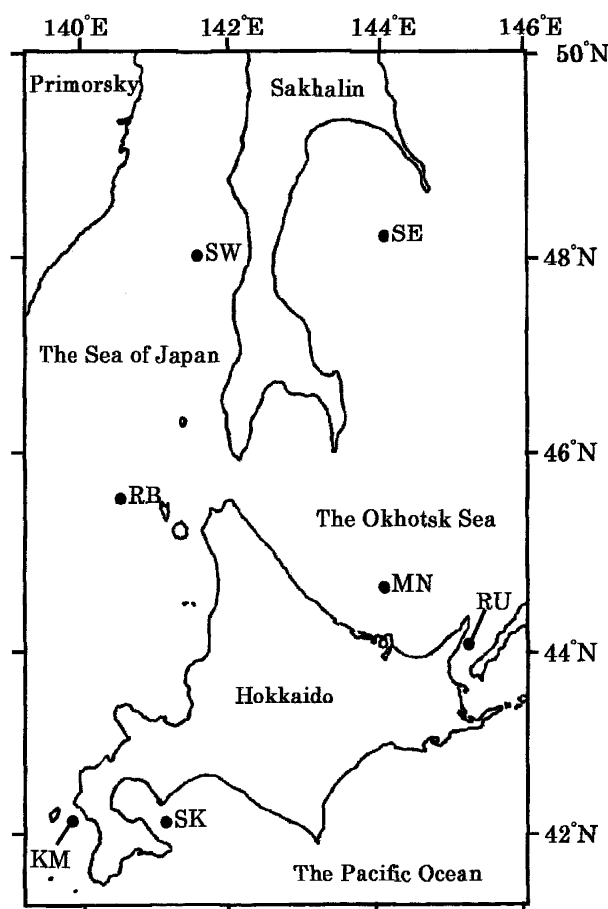 140°E 142°E 144°E 146°E
50°N
Primorsky
Sakhalin
SW
SE
48°N
The Sea of Japan
46°N
RB
The Okhotsk Sea
MN
RU
44°N
Hokkaido
SK
42°N
KM
The Pacific Ocean